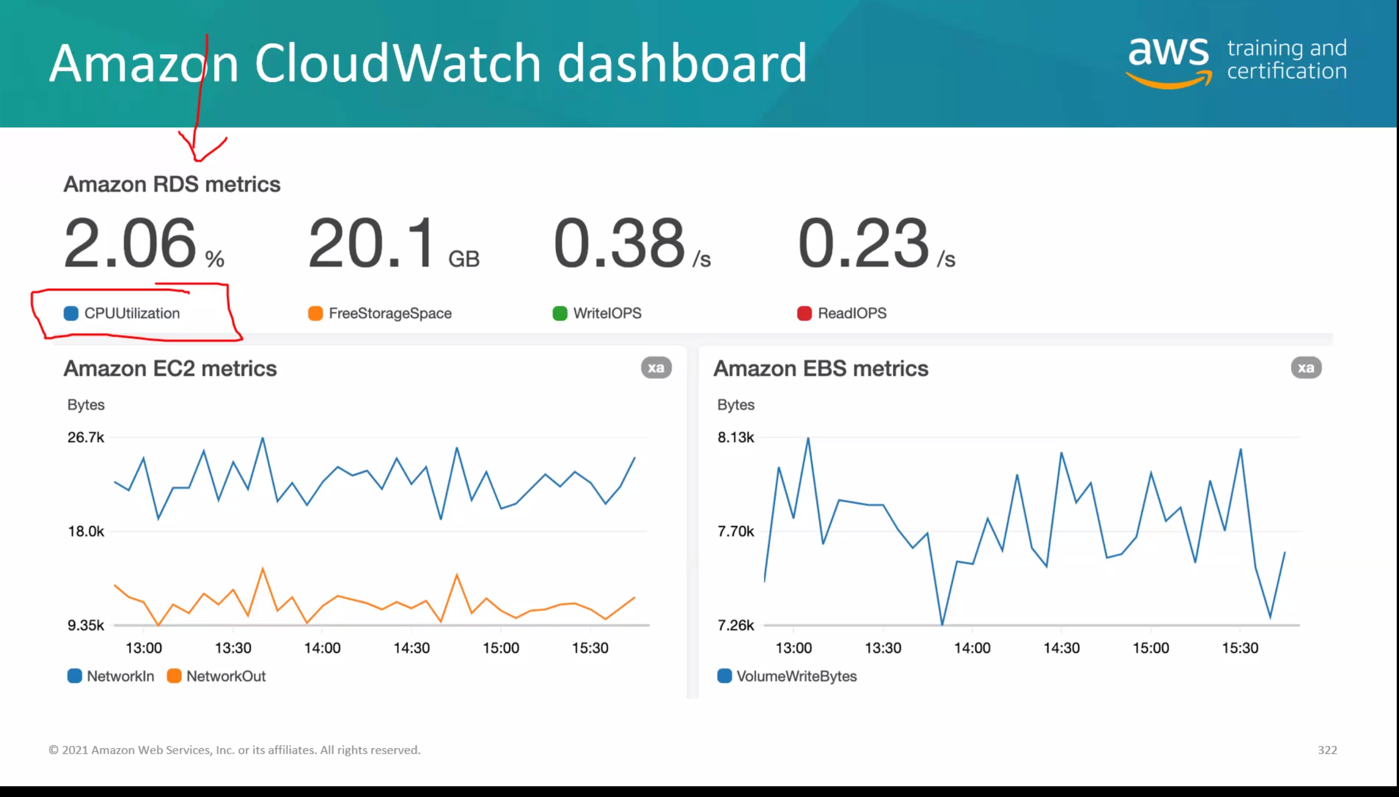 Amazon CloudWatch dashboard
aws training and certification
Amazon RDS metrics
2.06 % 20.1 GB 0.38 /s 0.23 /s
CPUUtilization FreeStorageSpace WriteIOPS ReadIOPS
Amazon EC2 metrics xa
Bytes
26.7k
18.0k
9.35k
13:00 13:30 14:00 14:30 15:00 15:30
NetworkIn NetworkOut
Amazon EBS metrics xa
Bytes
8.13k
7.70k
7.26k
13:00 13:30 14:00 14:30 15:00 15:30
VolumeWriteBytes
© 2021 Amazon Web Services, Inc. or its affiliates. All rights reserved. 322